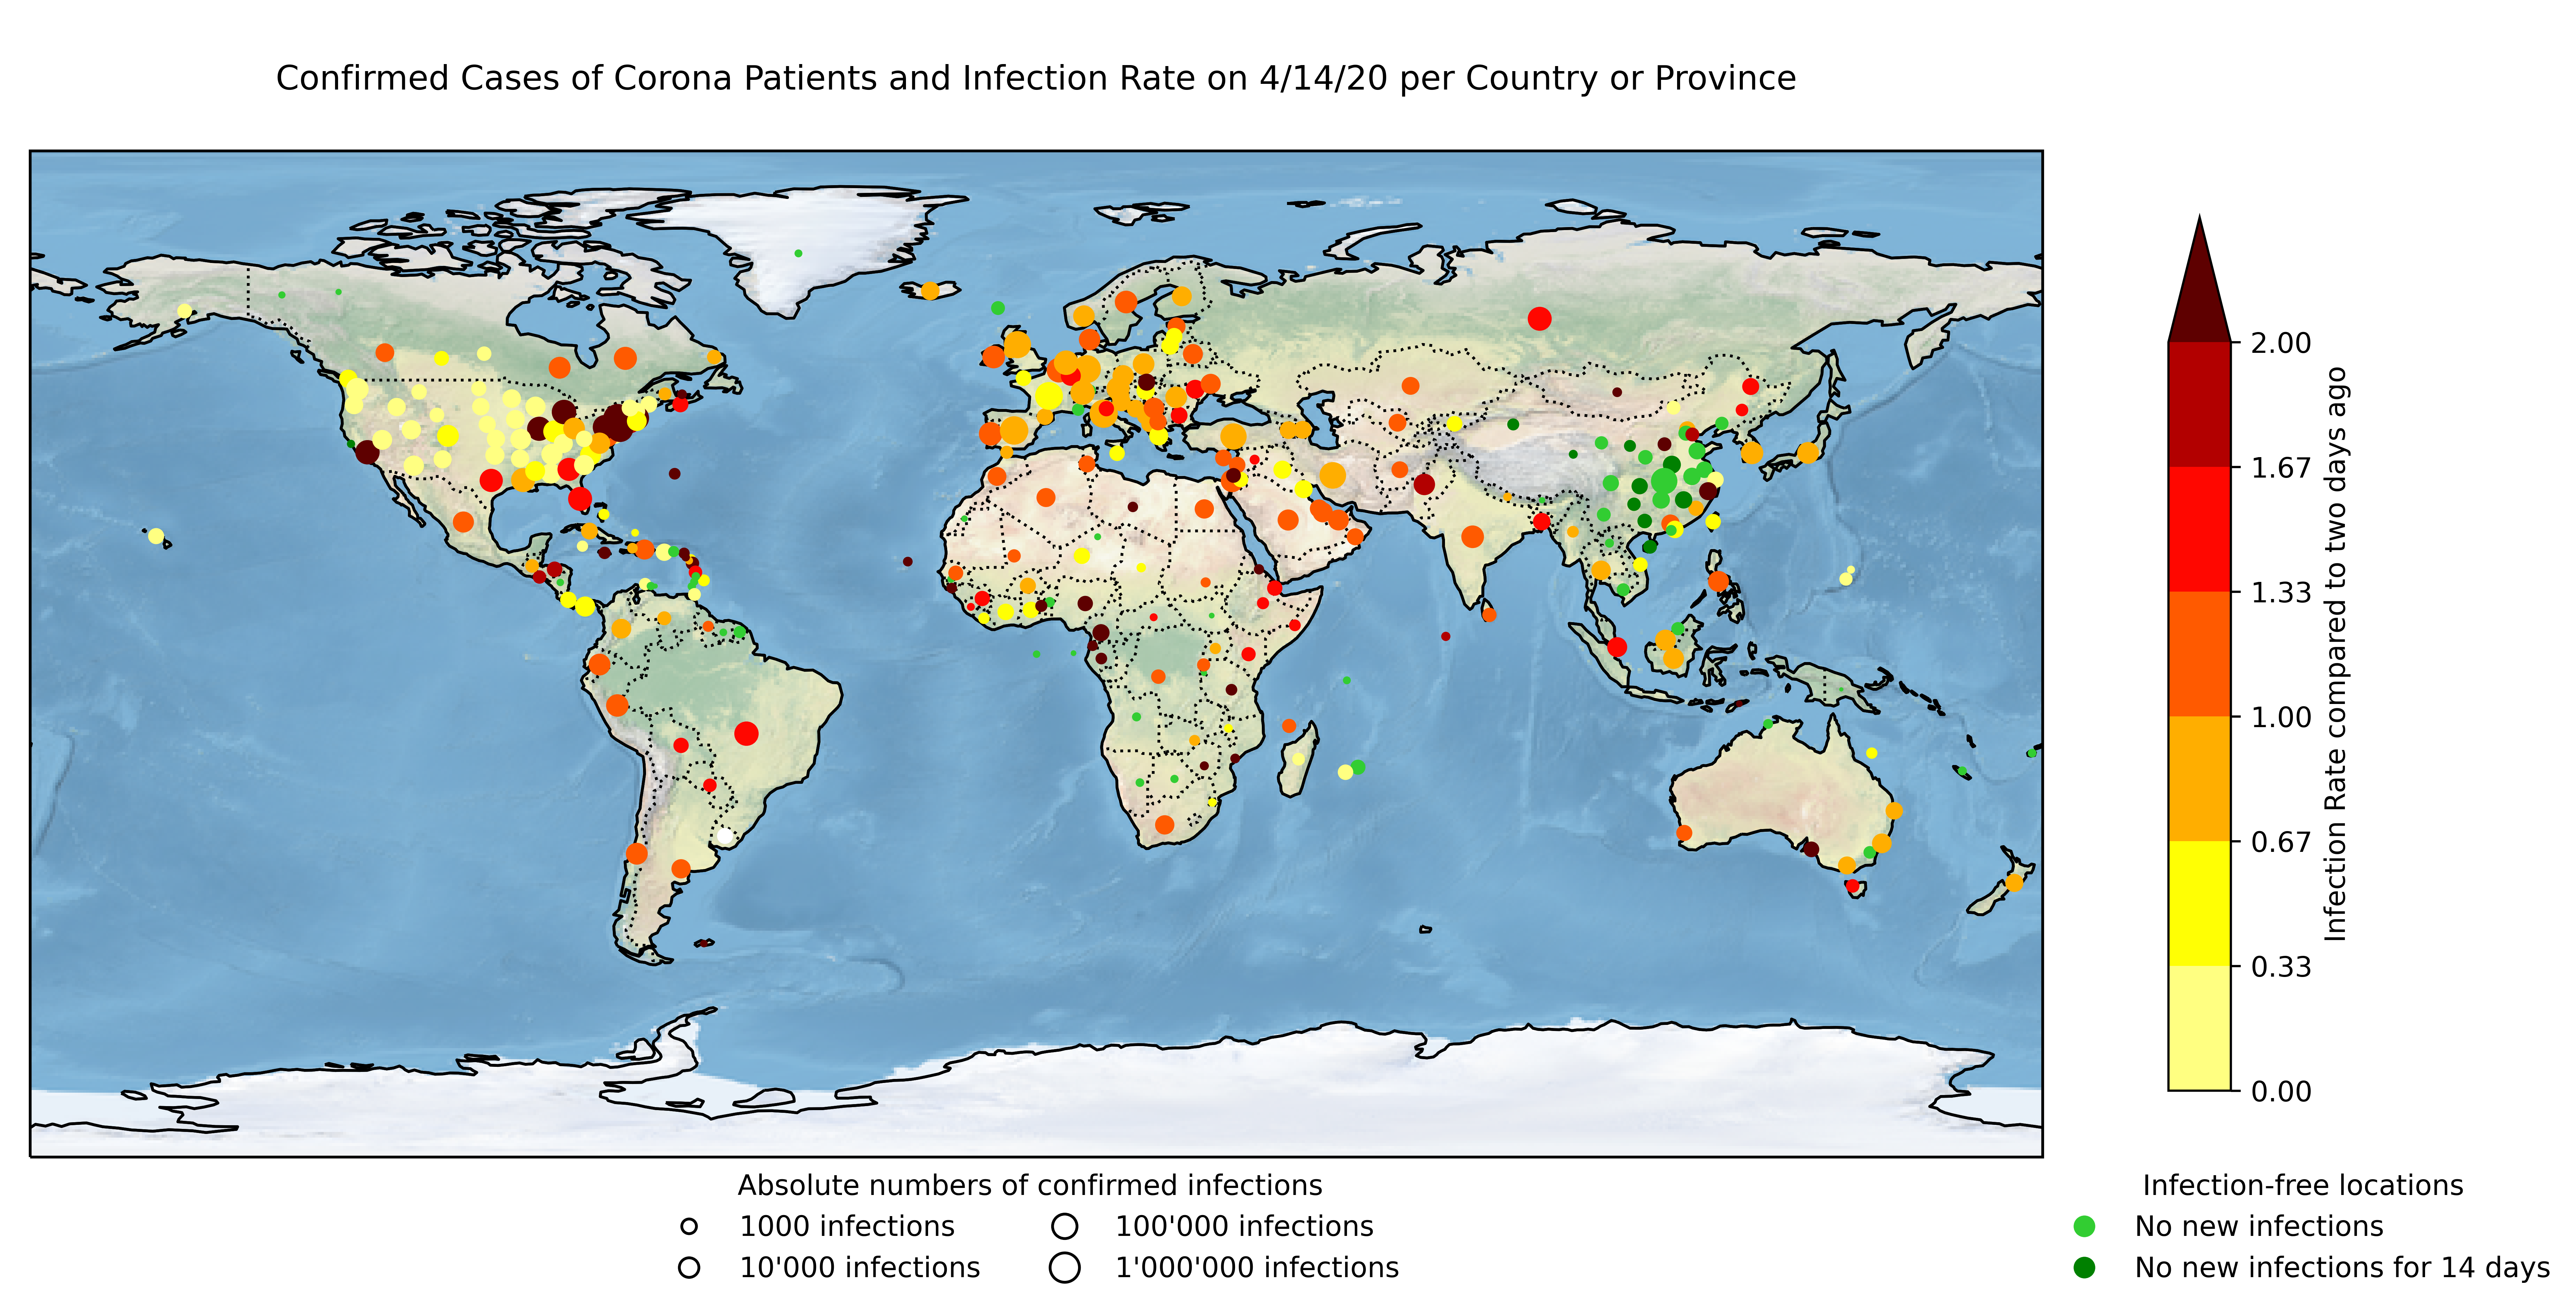 Confirmed Cases of Corona Patients and Infection Rate on 4/14/20 per Country or Province
2.00
1.67
1.33
1.00
0.67
0.33
0.00
Infection Rate compared to two days ago
Absolute numbers of confirmed infections
1000 infections
100'000 infections
10'000 infections
1'000'000 infections
Infection-free locations
No new infections
No new infections for 14 days